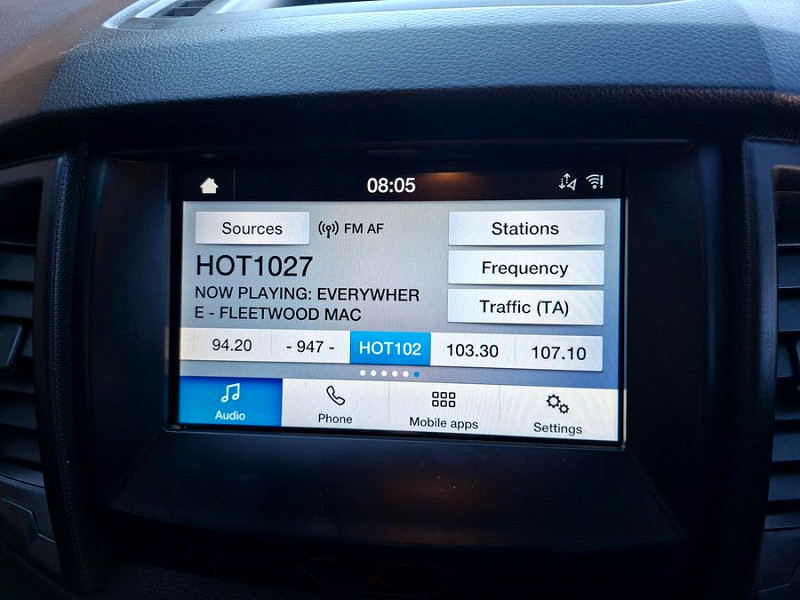 08:05
Sources FM AF Stations
HOT1027
Frequency
NOW PLAYING: EVERYWHER
E - FLEETWOOD MAC
Traffic (TA)
94.20 - 947 - HOT102 103.30 107.10
Audio Phone Mobile apps Settings